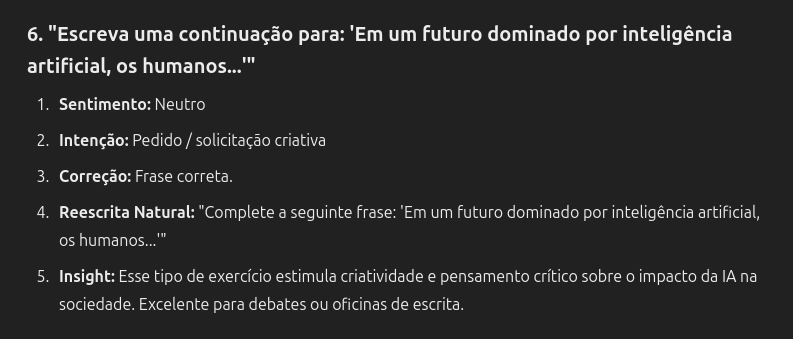 6. "Escreva uma continuação para: 'Em um futuro dominado por inteligência
artificial, os humanos...'"
1. Sentimento: Neutro
2. Intenção: Pedido / solicitação criativa
3. Correção: Frase correta.
4. Reescrita Natural: "Complete a seguinte frase: 'Em um futuro dominado por inteligência artificial,
os humanos...'"
5. Insight: Esse tipo de exercício estimula criatividade e pensamento crítico sobre o impacto da IA na
sociedade. Excelente para debates ou oficinas de escrita.